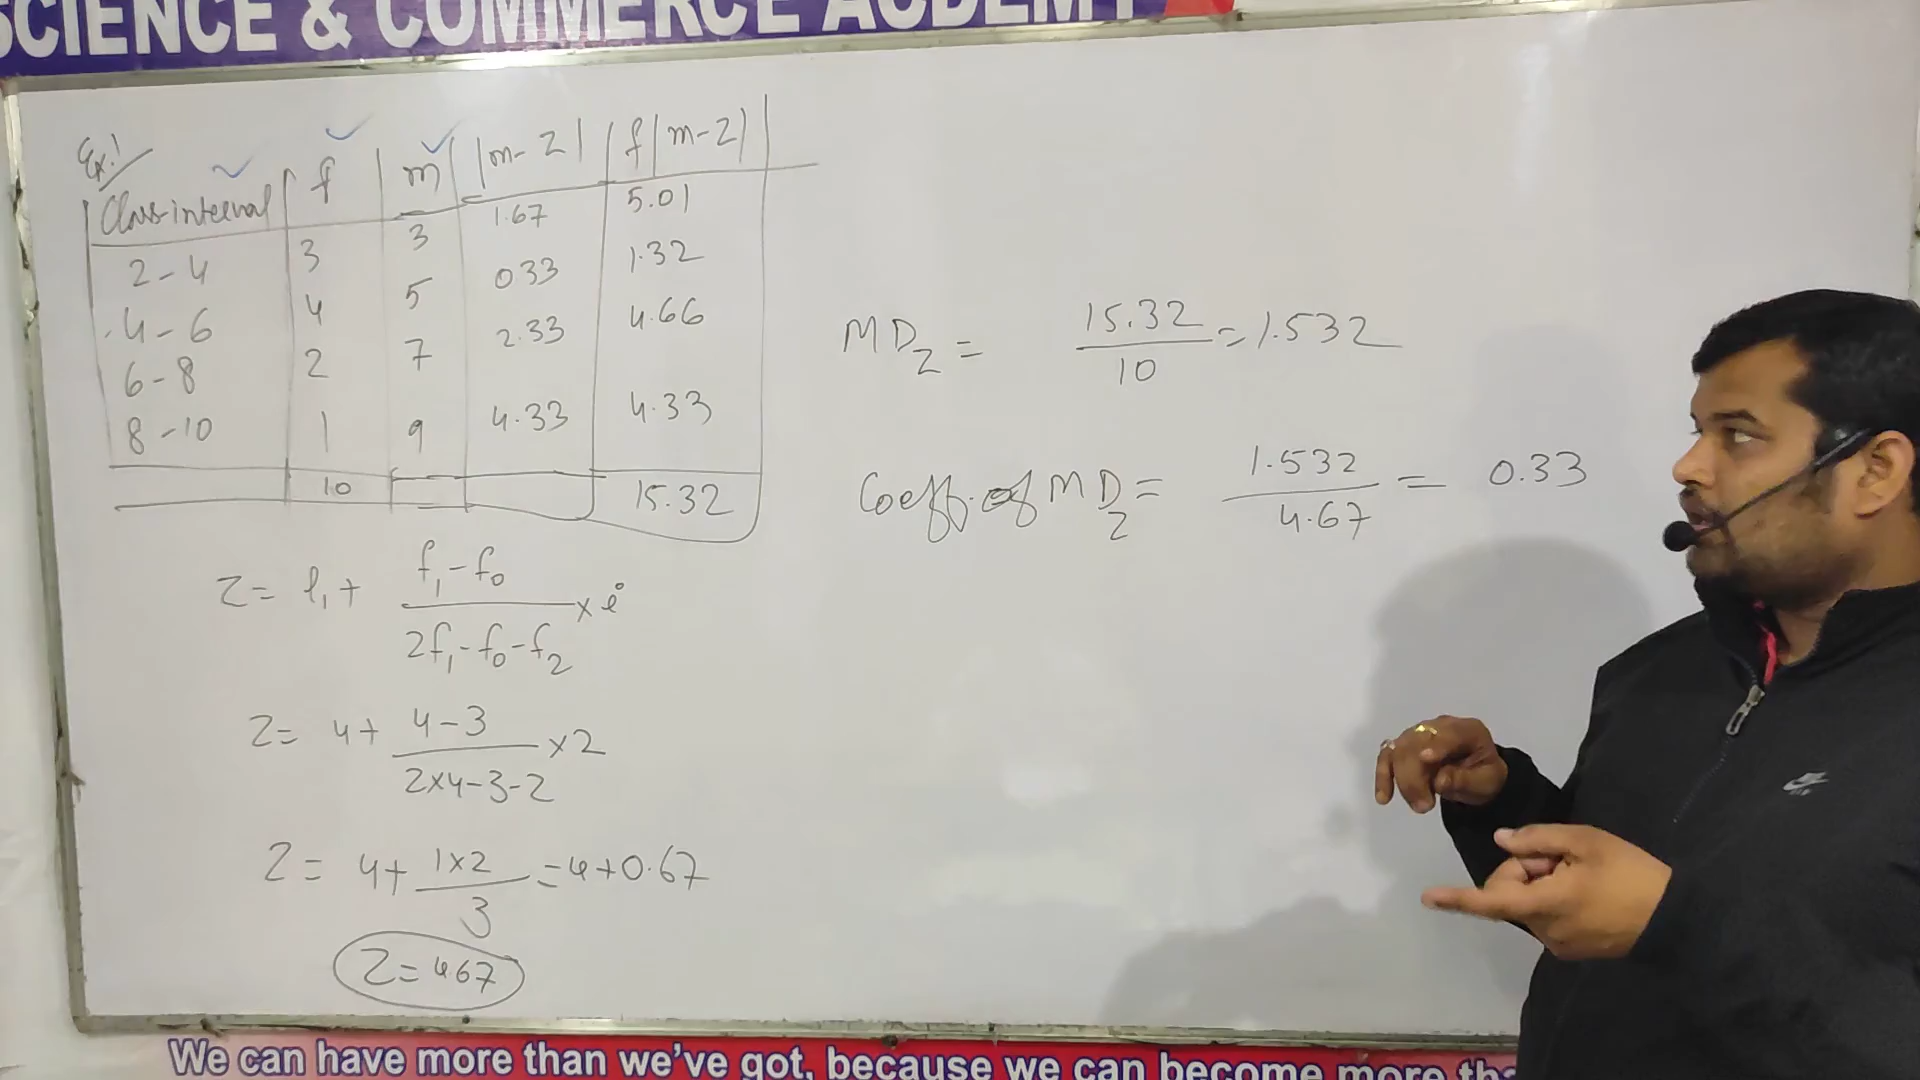 SCIENCE & COMMERCE ACDEMY
Ex!
Class-interval | f | m | |m-Z| | f|m-Z|
2-4 | 3 | 3 | 1.67 | 5.01
4-6 | 4 | 5 | 0.33 | 1.32
6-8 | 2 | 7 | 2.33 | 4.66
8-10 | 1 | 9 | 4.33 | 4.33
10 | 15.32
Z = l₁ + (f₁-f₀)/(2f₁-f₀-f₂) × i
Z = 4 + (4-3)/(2×4-3-2) × 2
Z = 4 + (1×2)/3 = 4+0.67
Z = 4.67
MD_Z = 15.32/10 = 1.532
Coeff. of MD_Z = 1.532/4.67 = 0.33
We can have more than we've got, because we can become more